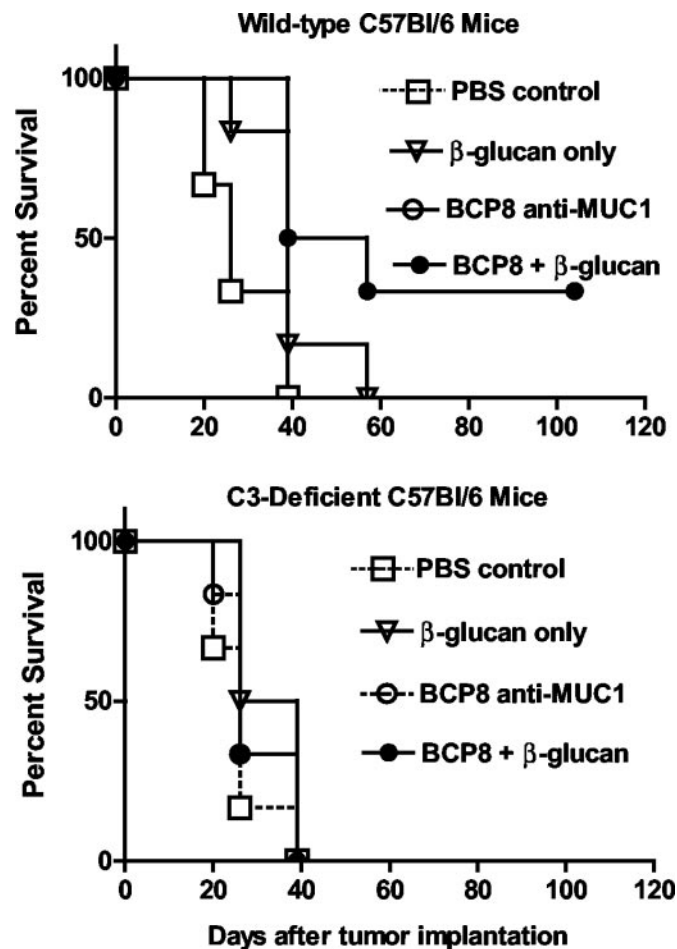 Wild-type C57Bl/6 Mice
Percent Survival
100
50
0
0 20 40 60 80 100 120
PBS control
β-glucan only
BCP8 anti-MUC1
BCP8 + β-glucan
C3-Deficient C57Bl/6 Mice
Percent Survival
100
50
0
0 20 40 60 80 100 120
PBS control
β-glucan only
BCP8 anti-MUC1
BCP8 + β-glucan
Days after tumor implantation